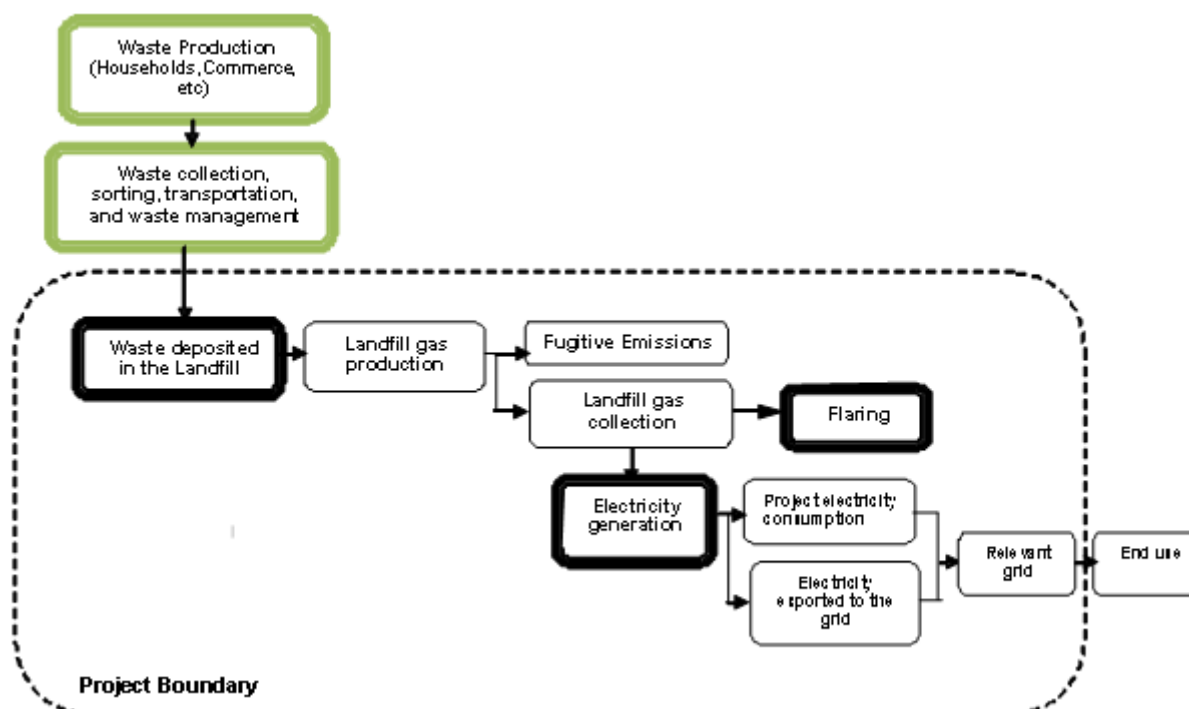 Waste Production
(Households, Commerce,
etc)
Waste collection,
sorting, transportation,
and waste management
Waste deposited
in the Landfill
Landfill gas
production
Fugitive Emissions
Landfill gas
collection
Flaring
Electricity
generation
Project electricity
consumption
Electricity
exported to the
grid
Relevant
grid
End use
Project Boundary